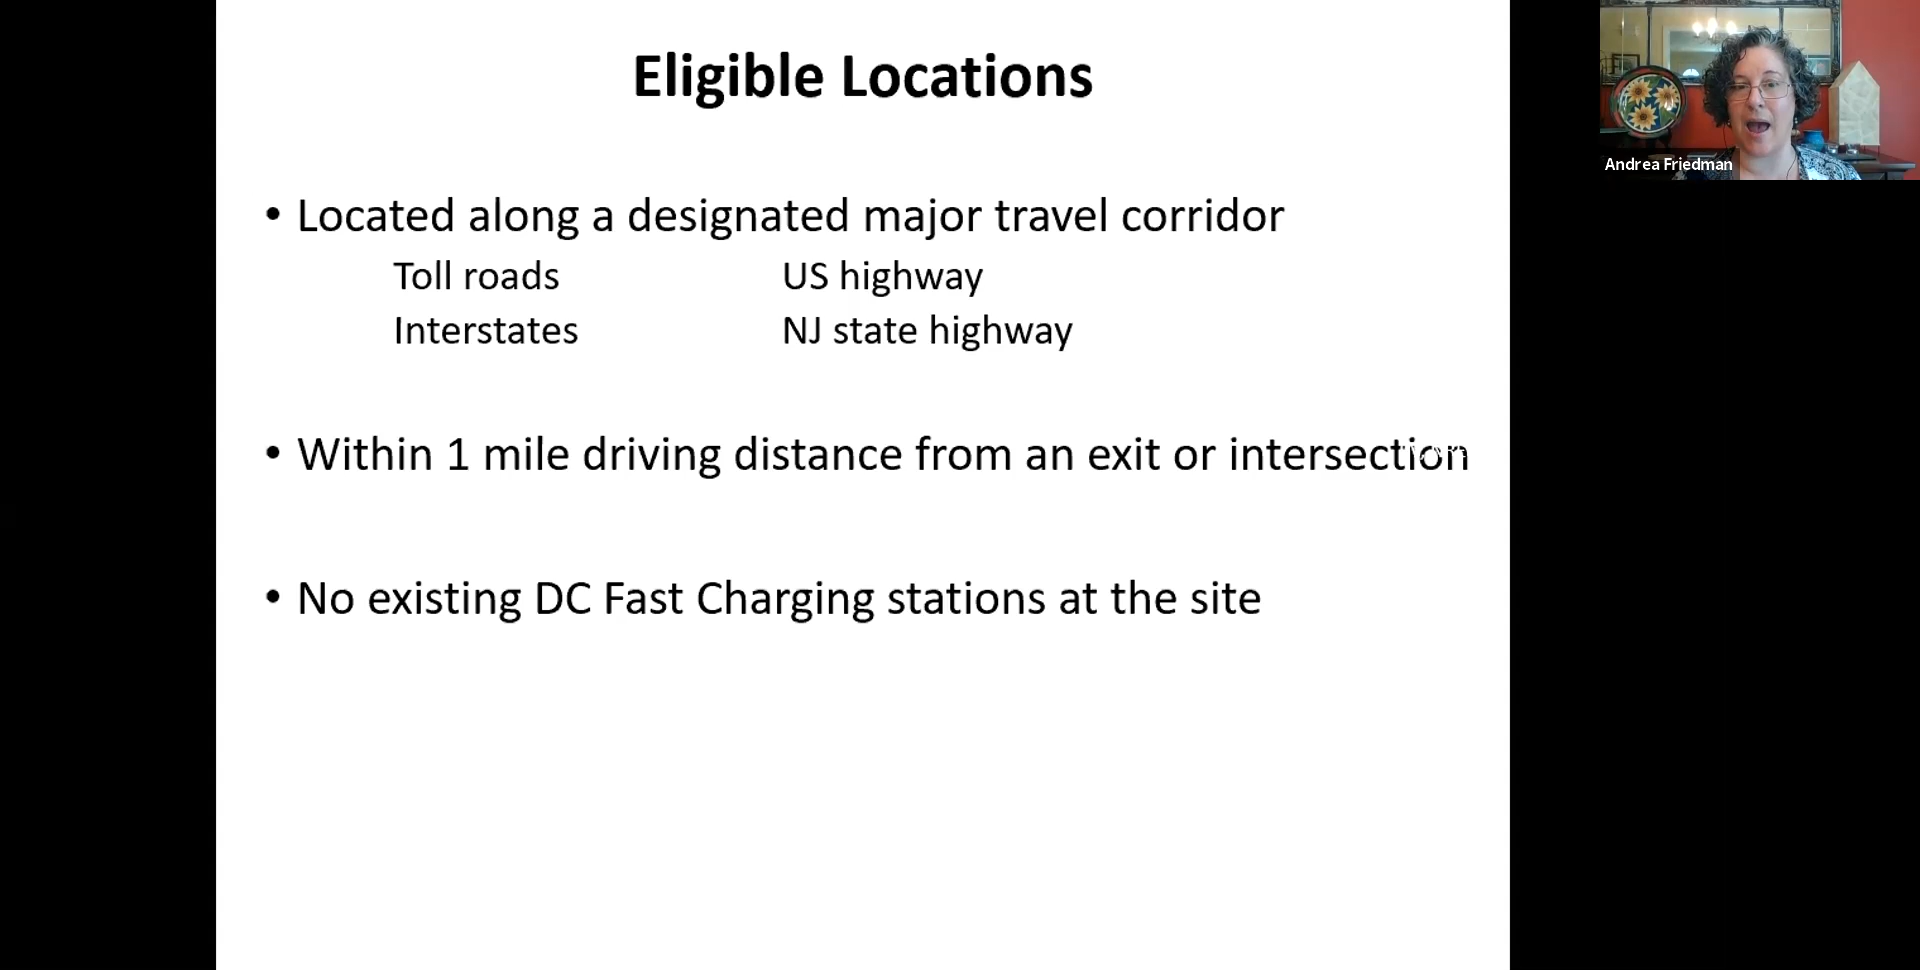 Eligible Locations
• Located along a designated major travel corridor
Toll roads US highway
Interstates NJ state highway
• Within 1 mile driving distance from an exit or intersection
• No existing DC Fast Charging stations at the site
Andrea Friedman